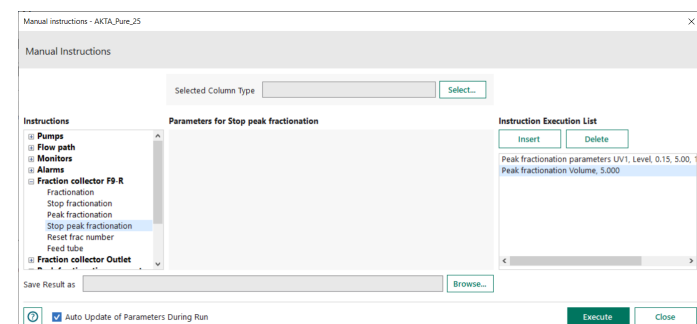 Manual instructions - AKTA_Pure_25
Manual Instructions
Selected Column Type
Select...
Instructions
Parameters for Stop peak fractionation
Instruction Execution List
Pumps
Flow path
Monitors
Alarms
Fraction collector F9-R
Fractionation
Stop fractionation
Peak fractionation
Stop peak fractionation
Reset frac number
Feed tube
Fraction collector Outlet
Insert
Delete
Peak fractionation parameters UV1, Level, 0.15, 5.00, 1
Peak fractionation Volume, 5.000
Save Result as
Browse...
Auto Update of Parameters During Run
Execute
Close